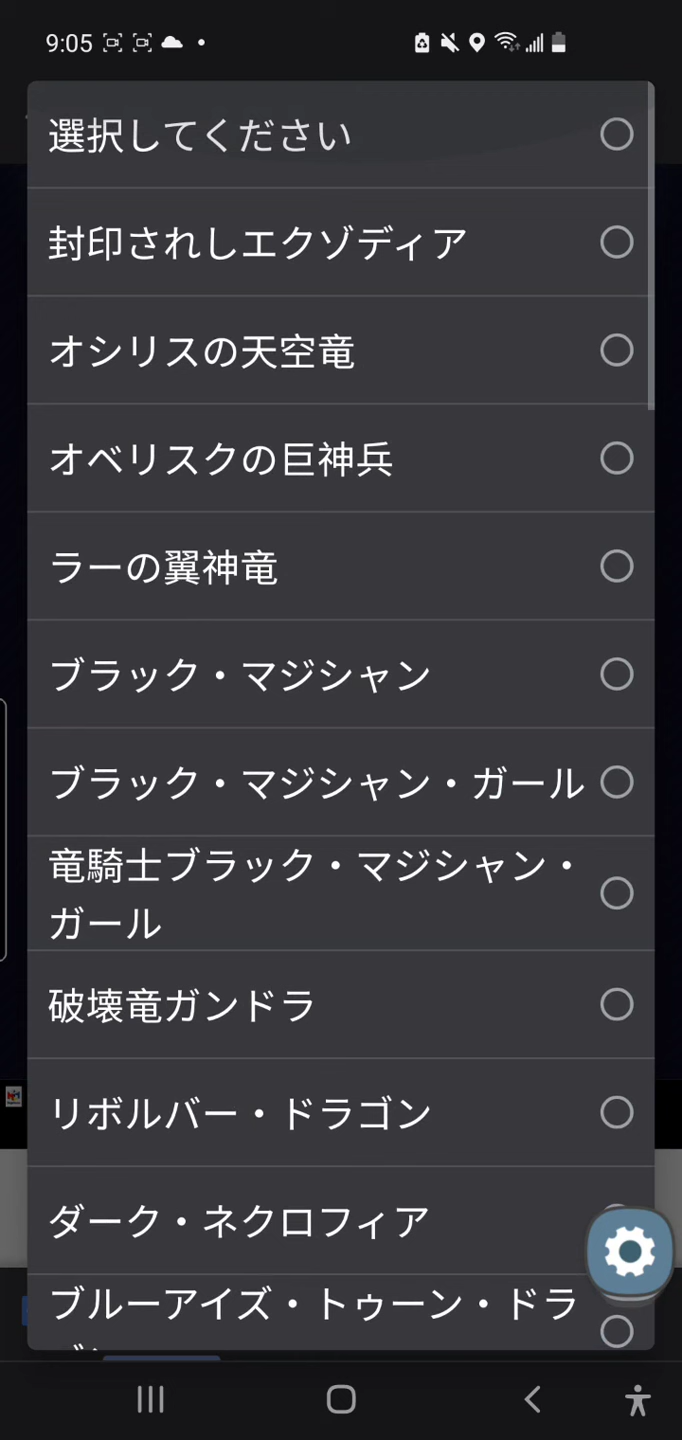 9:05
選択してください
封印されしエクゾディア
オシリスの天空竜
オベリスクの巨神兵
ラーの翼神竜
ブラック・マジシャン
ブラック・マジシャン・ガール
竜騎士ブラック・マジシャン・
ガール
破壊竜ガンドラ
リボルバー・ドラゴン
ダーク・ネクロフィア
ブルーアイズ・トゥーン・ドラ